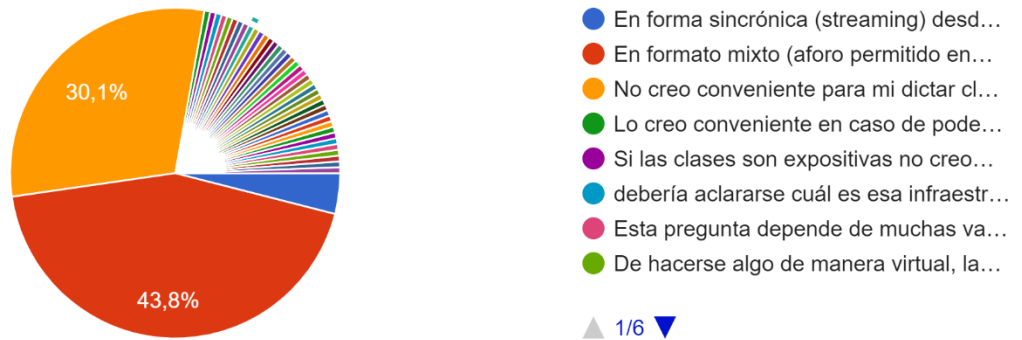 30,1%
43,8%
En forma sincrónica (streaming) desd…
En formato mixto (aforo permitido en…
No creo conveniente para mi dictar cl…
Lo creo conveniente en caso de pode…
Si las clases son expositivas no creo…
debería aclararse cuál es esa infraestr…
Esta pregunta depende de muchas va…
De hacerse algo de manera virtual, la…
1/6